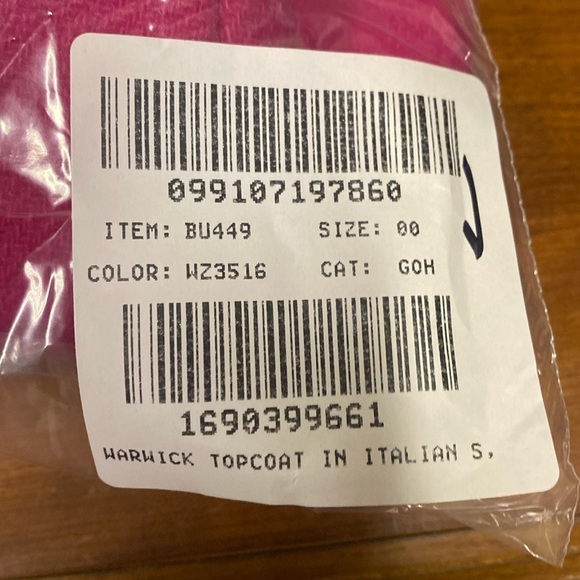 099107197860
ITEM: BU449 SIZE: 00
COLOR: WZ3516 CAT: GOH
1690399661
WARWICK TOPCOAT IN ITALIAN S,